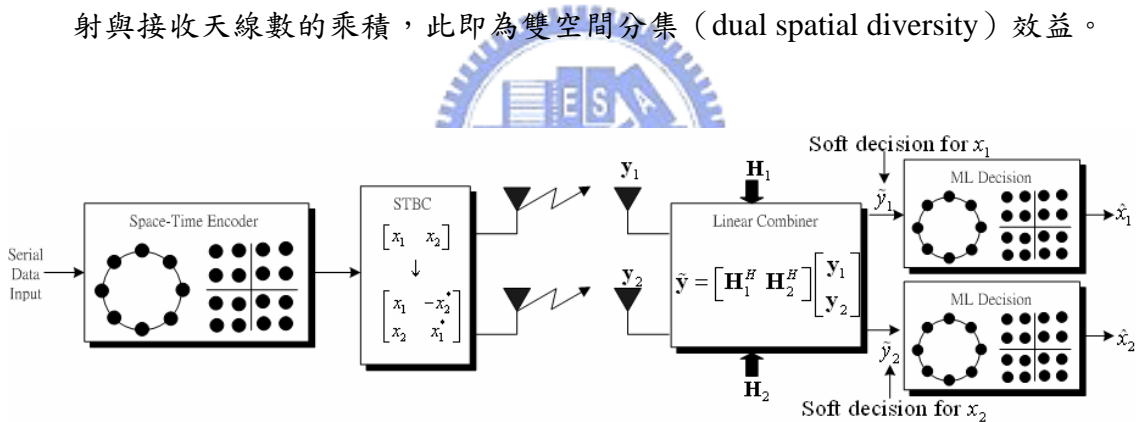 射與接收天線數的乘積，此即為雙空間分集（dual spatial diversity）效益。
E S A
Soft decision for x₁
y₁
H₁
ỹ₁
ML Decision
x̂₁
Space-Time Encoder
STBC
Linear Combiner
Serial
Data
Input
[x₁ x₂]
↓
[x₁ -x₂*
x₂ x₁*]
y₂
ỹ = [H₁ᴴ H₂ᴴ] [y₁
y₂]
ML Decision
ỹ₂
x̂₂
H₂
Soft decision for x₂